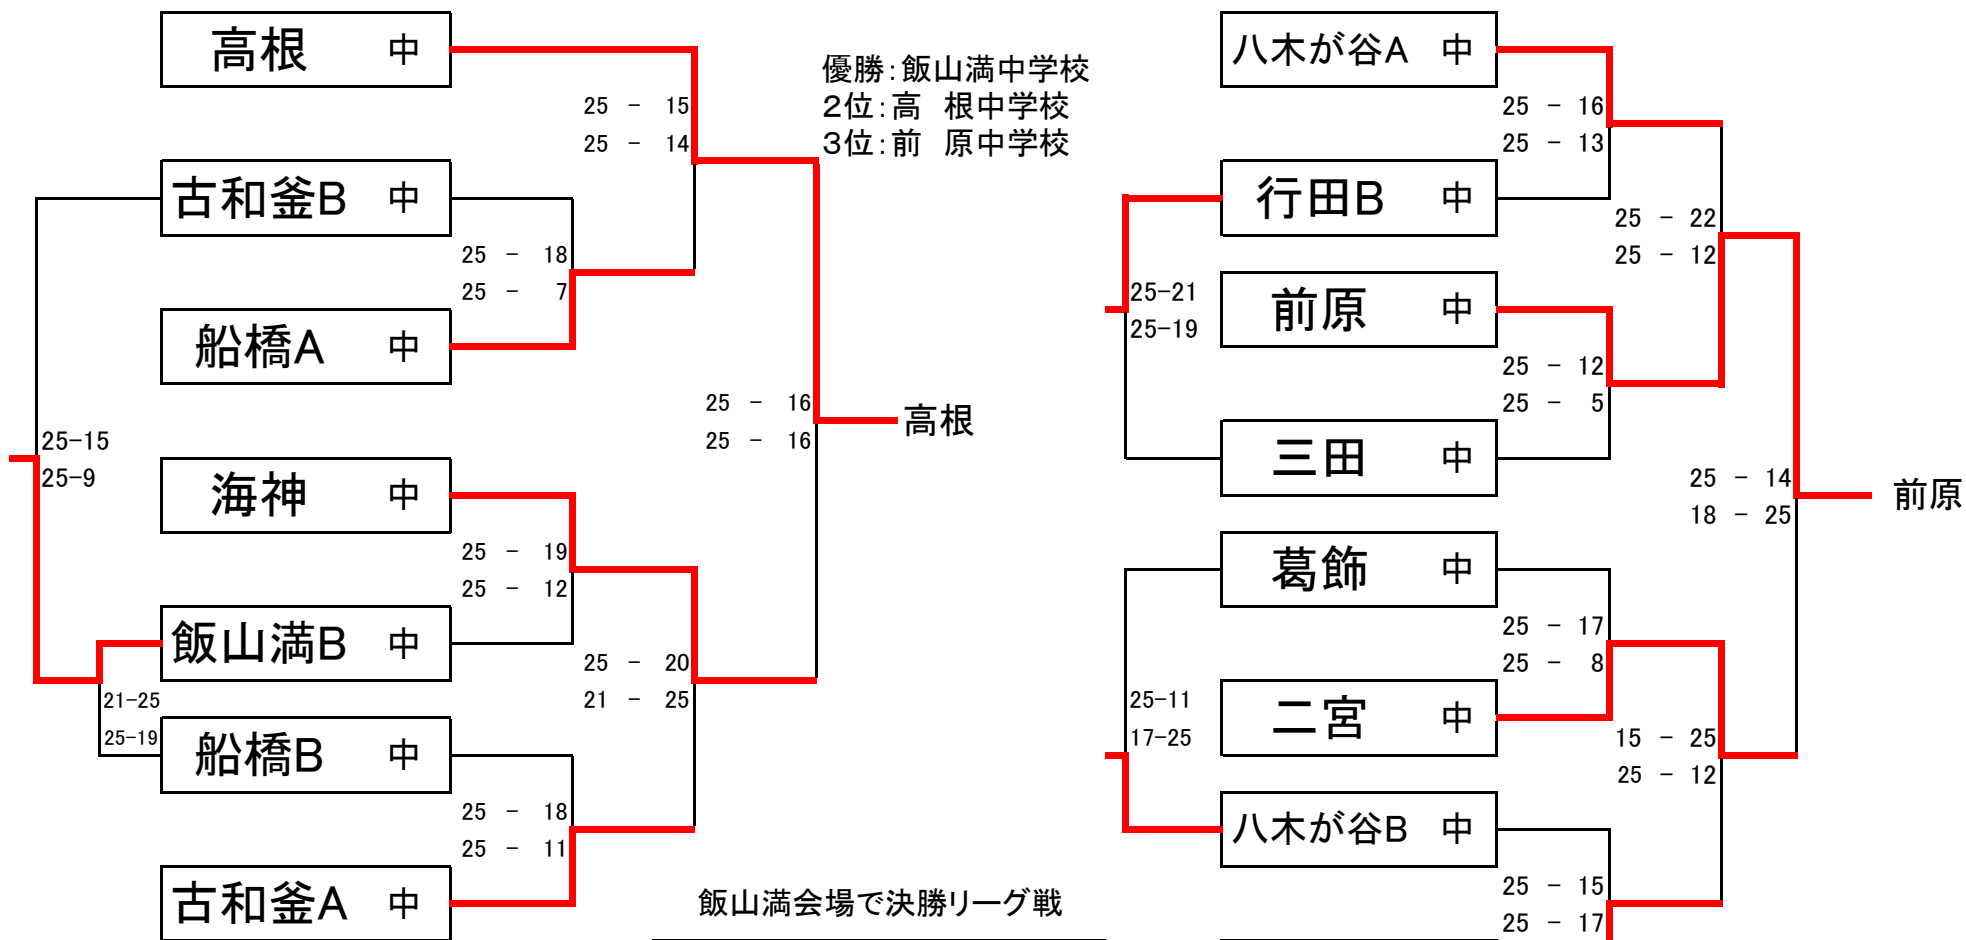 高根 中
25 - 15
25 - 14
古和釜B 中
25 - 18
25 - 7
船橋A 中
25-15
25-9
25 - 16
25 - 16
高根
海神 中
25 - 19
25 - 12
飯山満B 中
21-25
25-19
25 - 20
21 - 25
船橋B 中
25 - 18
25 - 11
古和釜A 中
優勝:飯山満中学校
2位:高 根中学校
3位:前 原中学校
飯山満会場で決勝リーグ戦
八木が谷A 中
25 - 16
25 - 13
行田B 中
25 - 22
25 - 12
25-21
25-19
前原 中
25 - 12
25 - 5
三田 中
25 - 14
18 - 25
前原
葛飾 中
25 - 17
25 - 8
25-11
17-25
二宮 中
15 - 25
25 - 12
八木が谷B 中
25 - 15
25 - 17